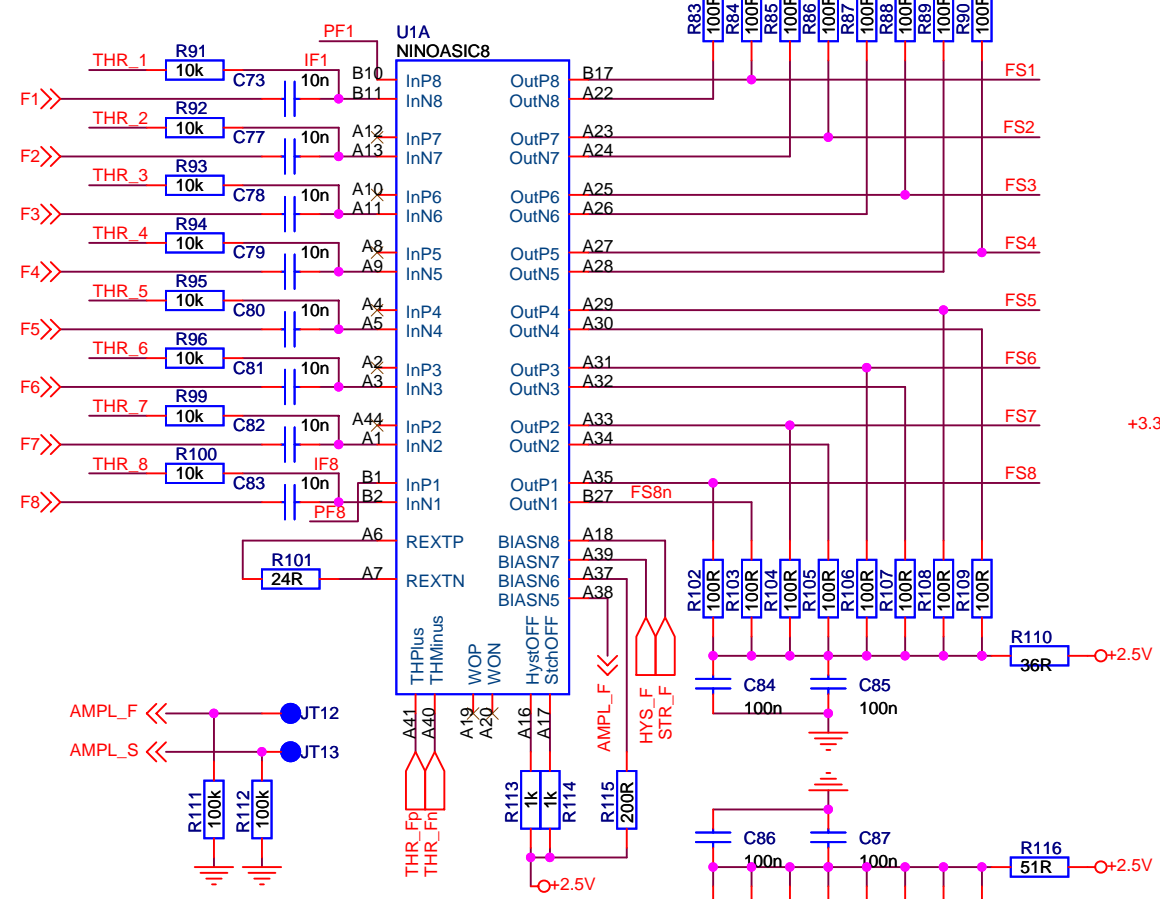 R83 100R R84 100R R85 100R R86 100R R87 100R R88 100R R89 100R R90 100R
PF1
U1A
NINOASIC8
THR_1 R91 10k IF1 C73 10n
F1
B10 InP8 OutP8 B17 FS1
B11 InN8 OutN8 A22
THR_2 R92 10k C77 10n
F2
A12 InP7 OutP7 A23 FS2
A13 InN7 OutN7 A24
THR_3 R93 10k C78 10n
F3
A10 InP6 OutP6 A25 FS3
A11 InN6 OutN6 A26
THR_4 R94 10k C79 10n
F4
A8 InP5 OutP5 A27 FS4
A9 InN5 OutN5 A28
THR_5 R95 10k C80 10n
F5
A4 InP4 OutP4 A29 FS5
A5 InN4 OutN4 A30
THR_6 R96 10k C81 10n
F6
A2 InP3 OutP3 A31 FS6
A3 InN3 OutN3 A32
THR_7 R99 10k C82 10n
F7
A44 InP2 OutP2 A33 FS7
A1 InN2 OutN2 A34
+3.3
THR_8 R100 10k IF8 C83 10n
F8
B1 InP1 OutP1 A35 FS8
B2 InN1 OutN1 B27 FS8n
PF8
A6 REXTP BIASN8 A18
BIASN7 A39
R101 24R
A7 REXTN BIASN6 A37
BIASN5 A38
R102 100R R103 100R R104 100R R105 100R R106 100R R107 100R R108 100R R109 100R
THPlus THMinus WOP WON HystOFF StchOFF
A41 A40 A19 A20 A16 A17
AMPL_F HYS_F STR_F
R110
36R
+2.5V
C84 100n
C85 100n
AMPL_F JT12
AMPL_S JT13
R111 100k R112 100k
THR_Fp THR_Fn
R113 1k 1k R114 R115 200R
+2.5V
C86 100n
C87 100n
R116
51R
+2.5V